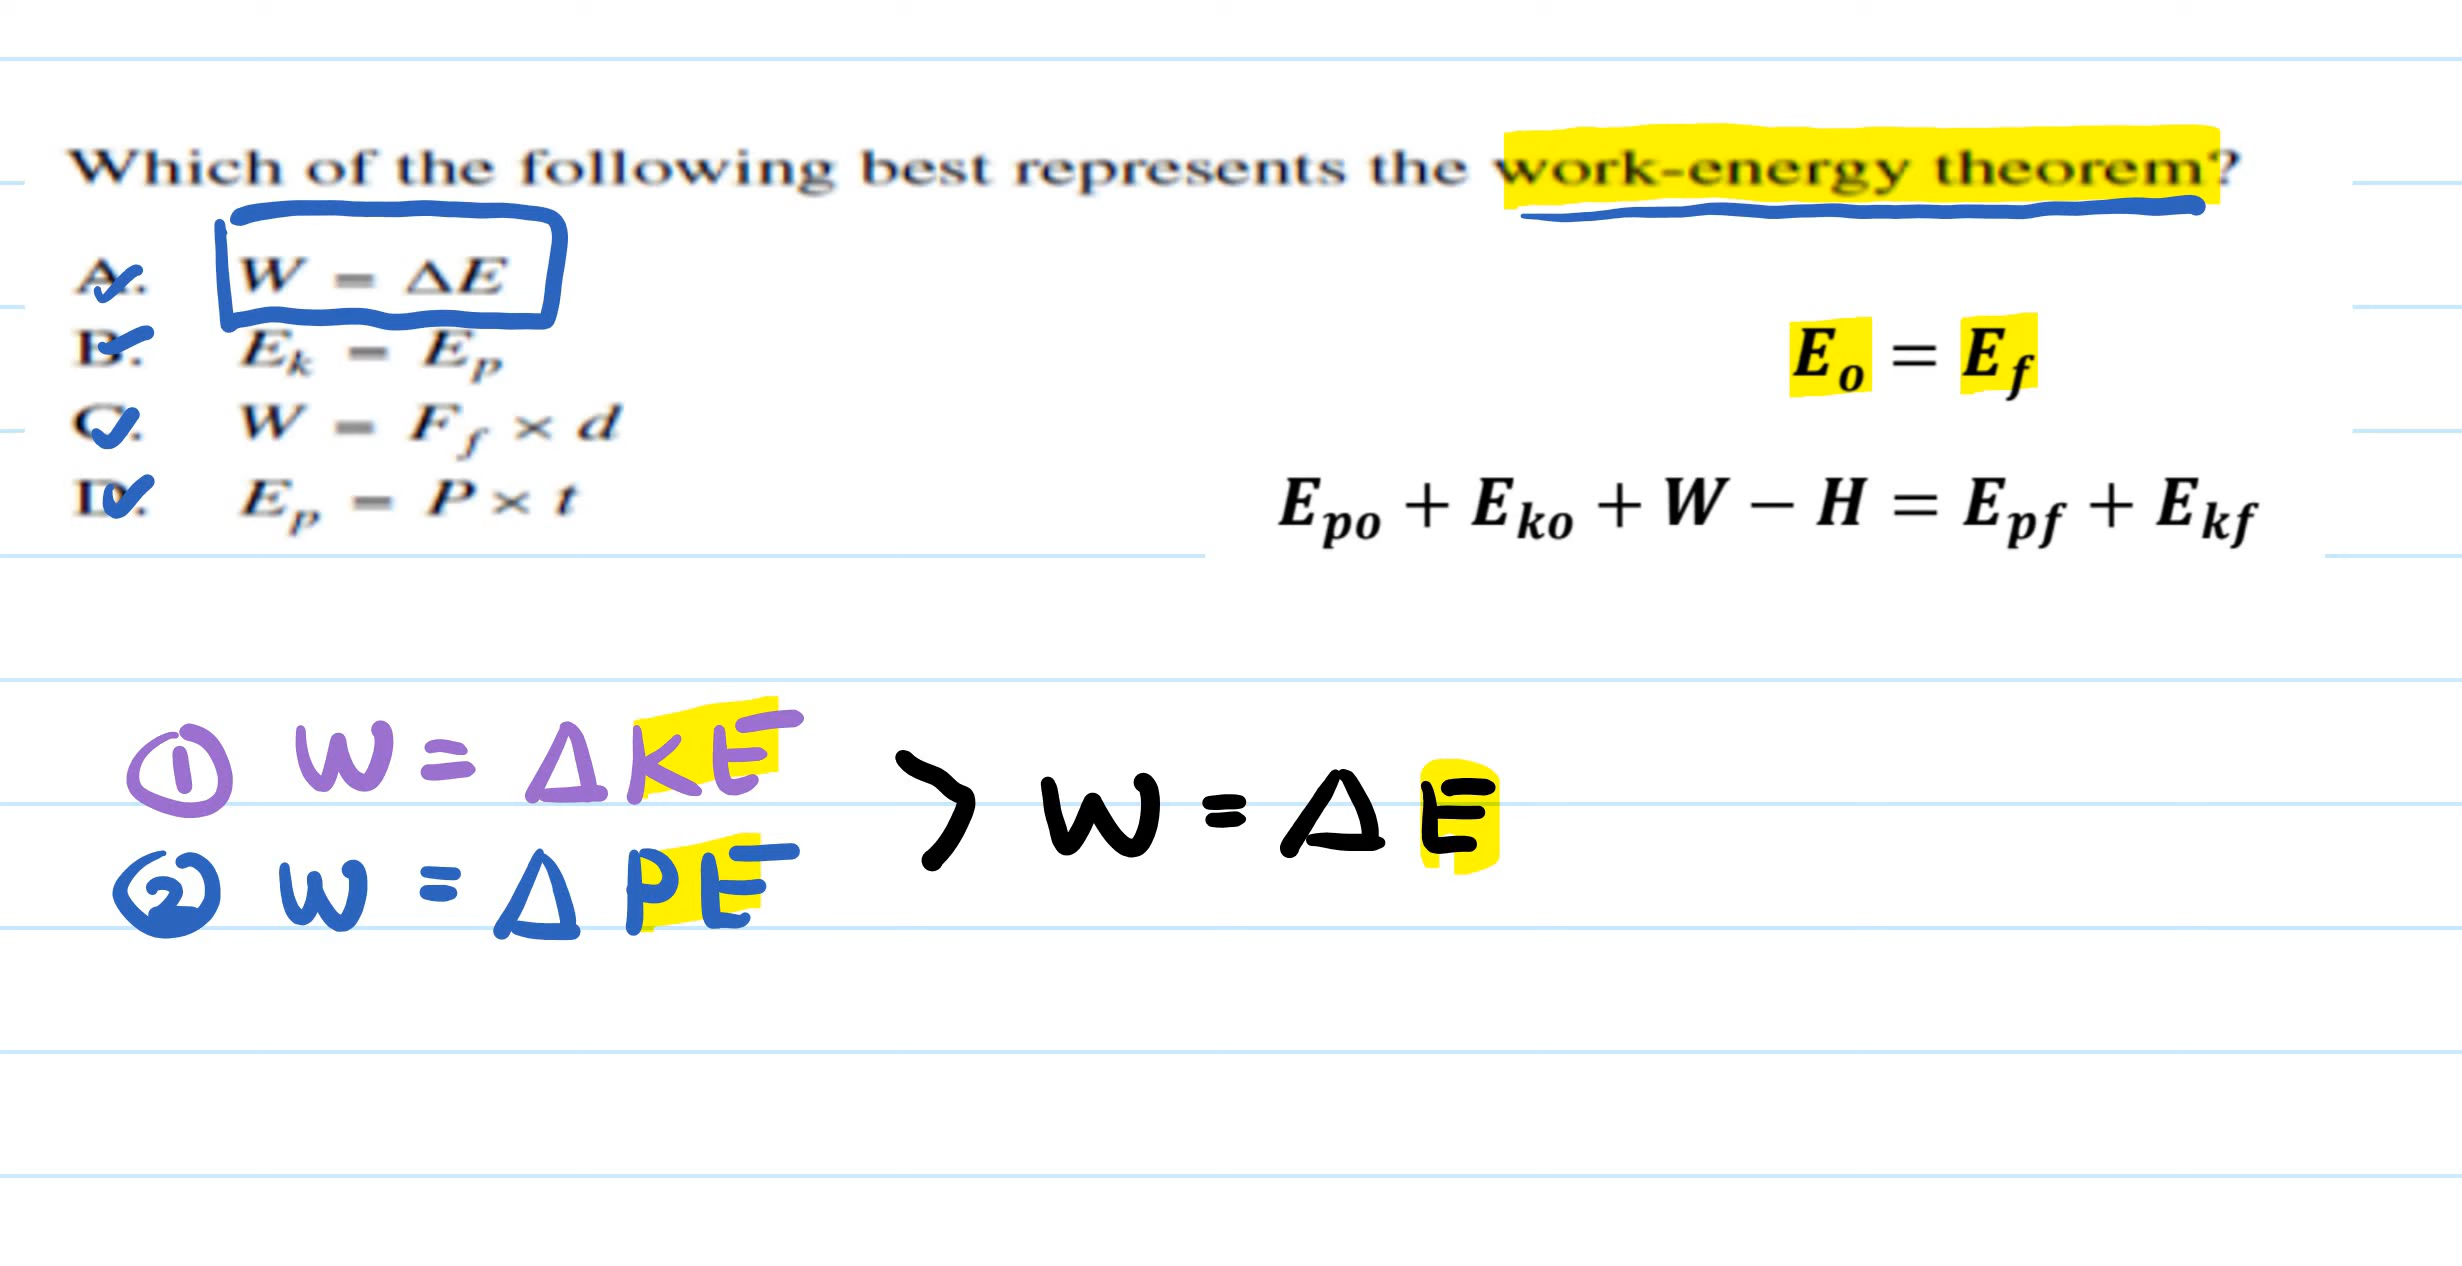 Which of the following best represents the work-energy theorem?
A. W = ΔE
B. Eₖ = Eₚ
C. W = F_f × d
D. Eₚ = P × t
E_o = E_f
E_po + E_ko + W − H = E_pf + E_kf
① W = ΔKE
② W = ΔPE
> W = ΔE